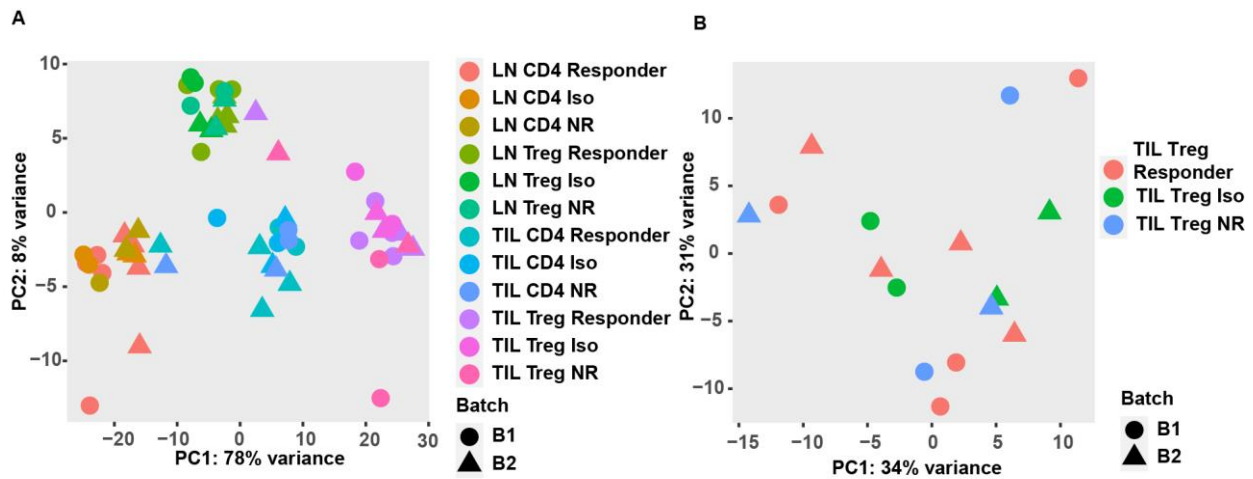 A
10
5
0
−5
−10
PC2: 8% variance
−20
−10
0
10
20
30
PC1: 78% variance
LN CD4 Responder
LN CD4 Iso
LN CD4 NR
LN Treg Responder
LN Treg Iso
LN Treg NR
TIL CD4 Responder
TIL CD4 Iso
TIL CD4 NR
TIL Treg Responder
TIL Treg Iso
TIL Treg NR
Batch
B1
B2
B
10
5
0
−5
−10
PC2: 31% variance
−15
−10
−5
0
5
10
PC1: 34% variance
TIL Treg
Responder
TIL Treg Iso
TIL Treg NR
Batch
B1
B2